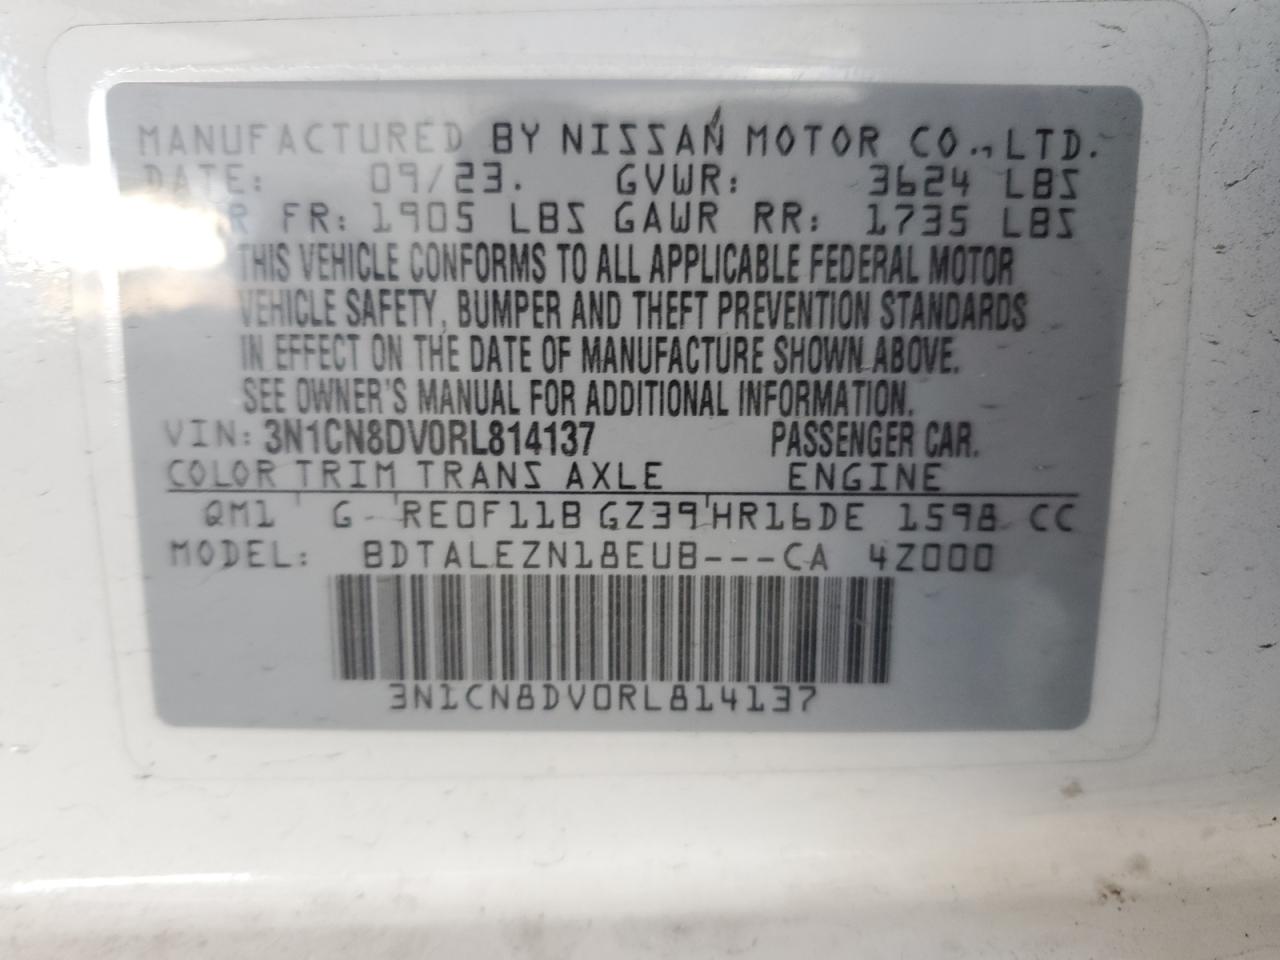 MANUFACTURED BY NISSAN MOTOR CO., LTD.
DATE: 09/23. GVWR: 3624 LBS
R FR: 1905 LBS GAWR RR: 1735 LBS
THIS VEHICLE CONFORMS TO ALL APPLICABLE FEDERAL MOTOR
VEHICLE SAFETY, BUMPER AND THEFT PREVENTION STANDARDS
IN EFFECT ON THE DATE OF MANUFACTURE SHOWN ABOVE.
SEE OWNER'S MANUAL FOR ADDITIONAL INFORMATION.
VIN: 3N1CN8DV0RL814137 PASSENGER CAR.
COLOR TRIM TRANS AXLE ENGINE
QM1 G RE0F11B GZ39 HR16DE 1598 CC
MODEL: BDTALEZN18EUB---CA 4Z000
3N1CN8DV0RL814137